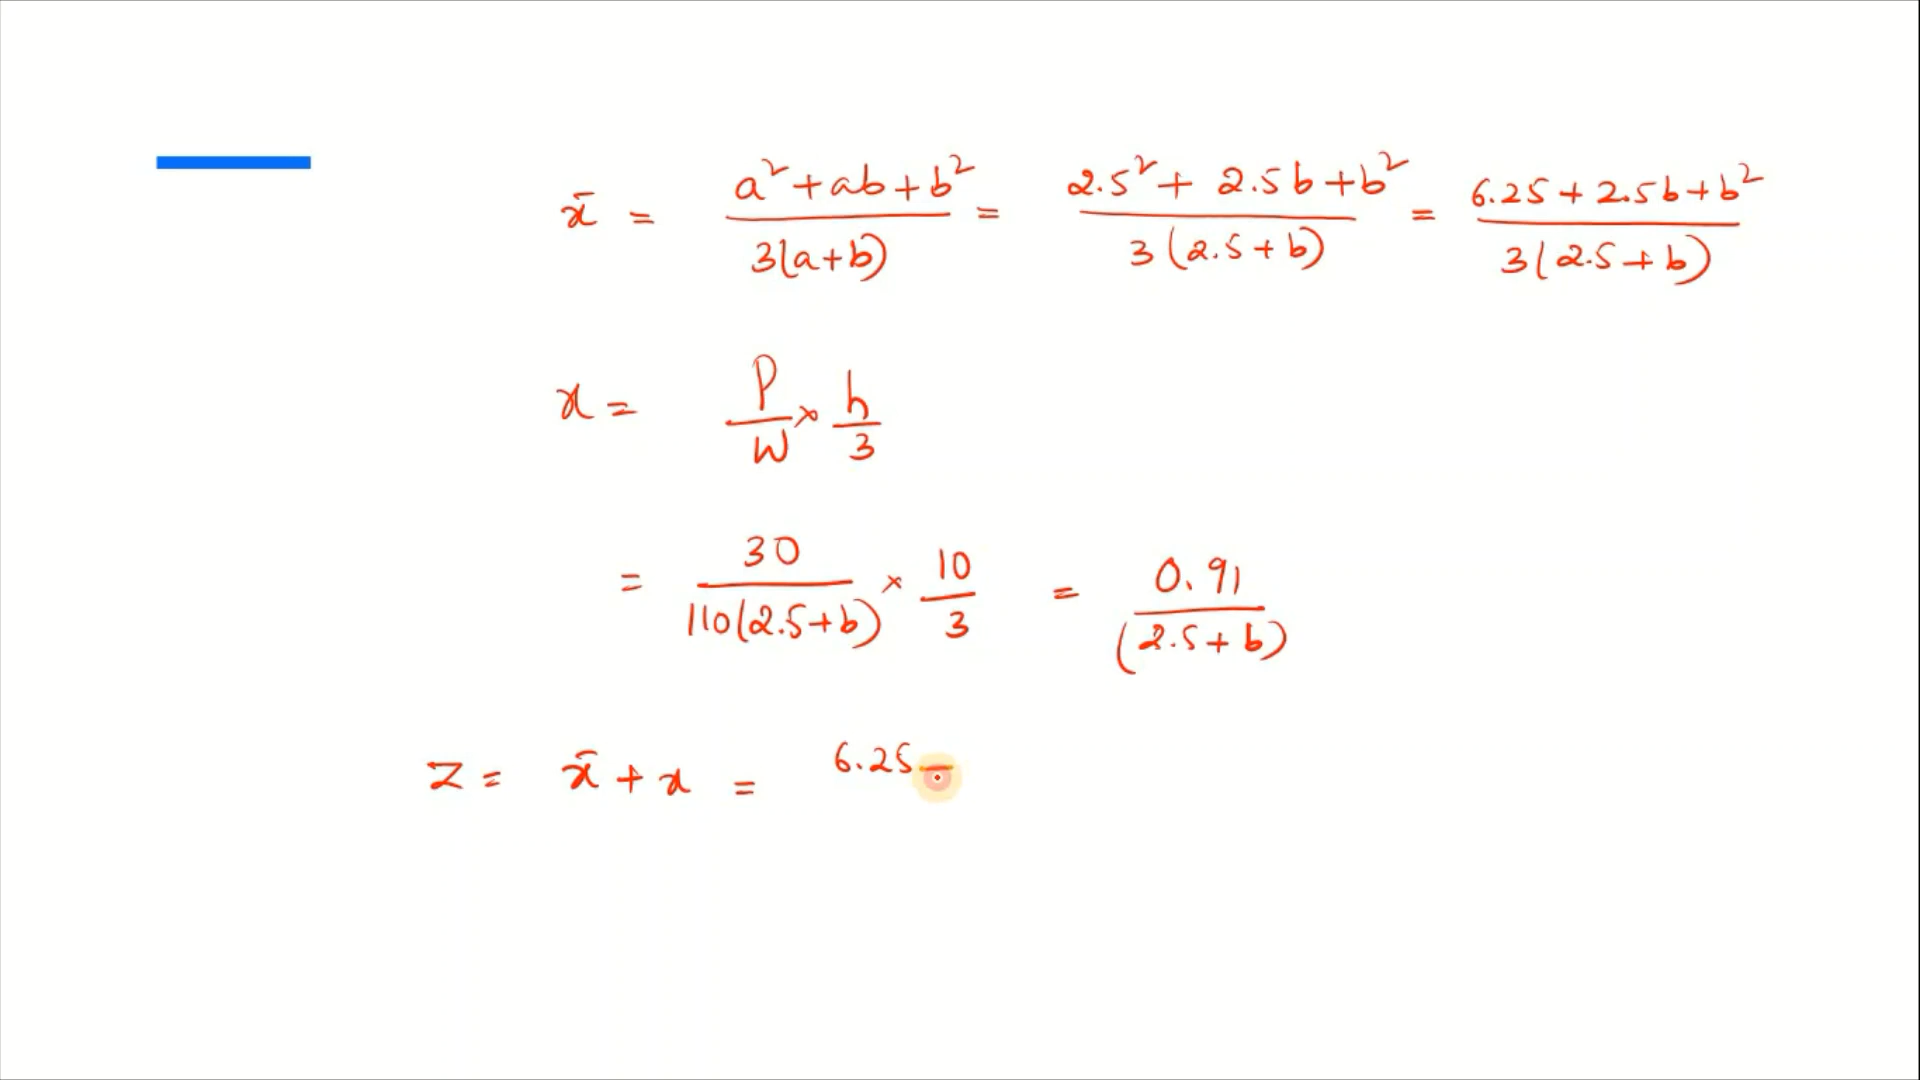 x̄ = (a²+ab+b²)/(3(a+b)) = (2.5²+2.5b+b²)/(3(2.5+b)) = (6.25+2.5b+b²)/(3(2.5+b))
x = P/W × h/3
= 30/(110(2.5+b)) × 10/3 = 0.91/(2.5+b)
z = x̄ + x = 6.25